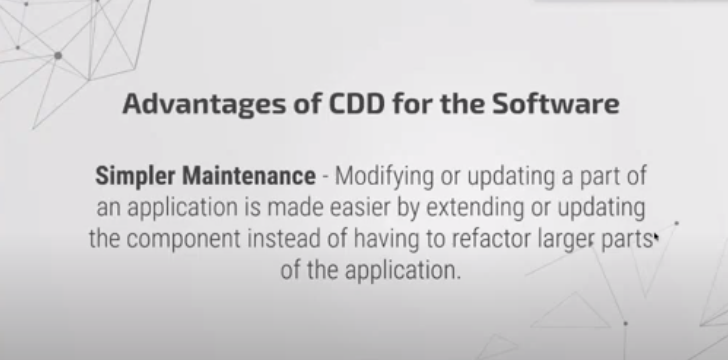 Advantages of CDD for the Software
Simpler Maintenance - Modifying or updating a part of
an application is made easier by extending or updating
the component instead of having to refactor larger parts
of the application.